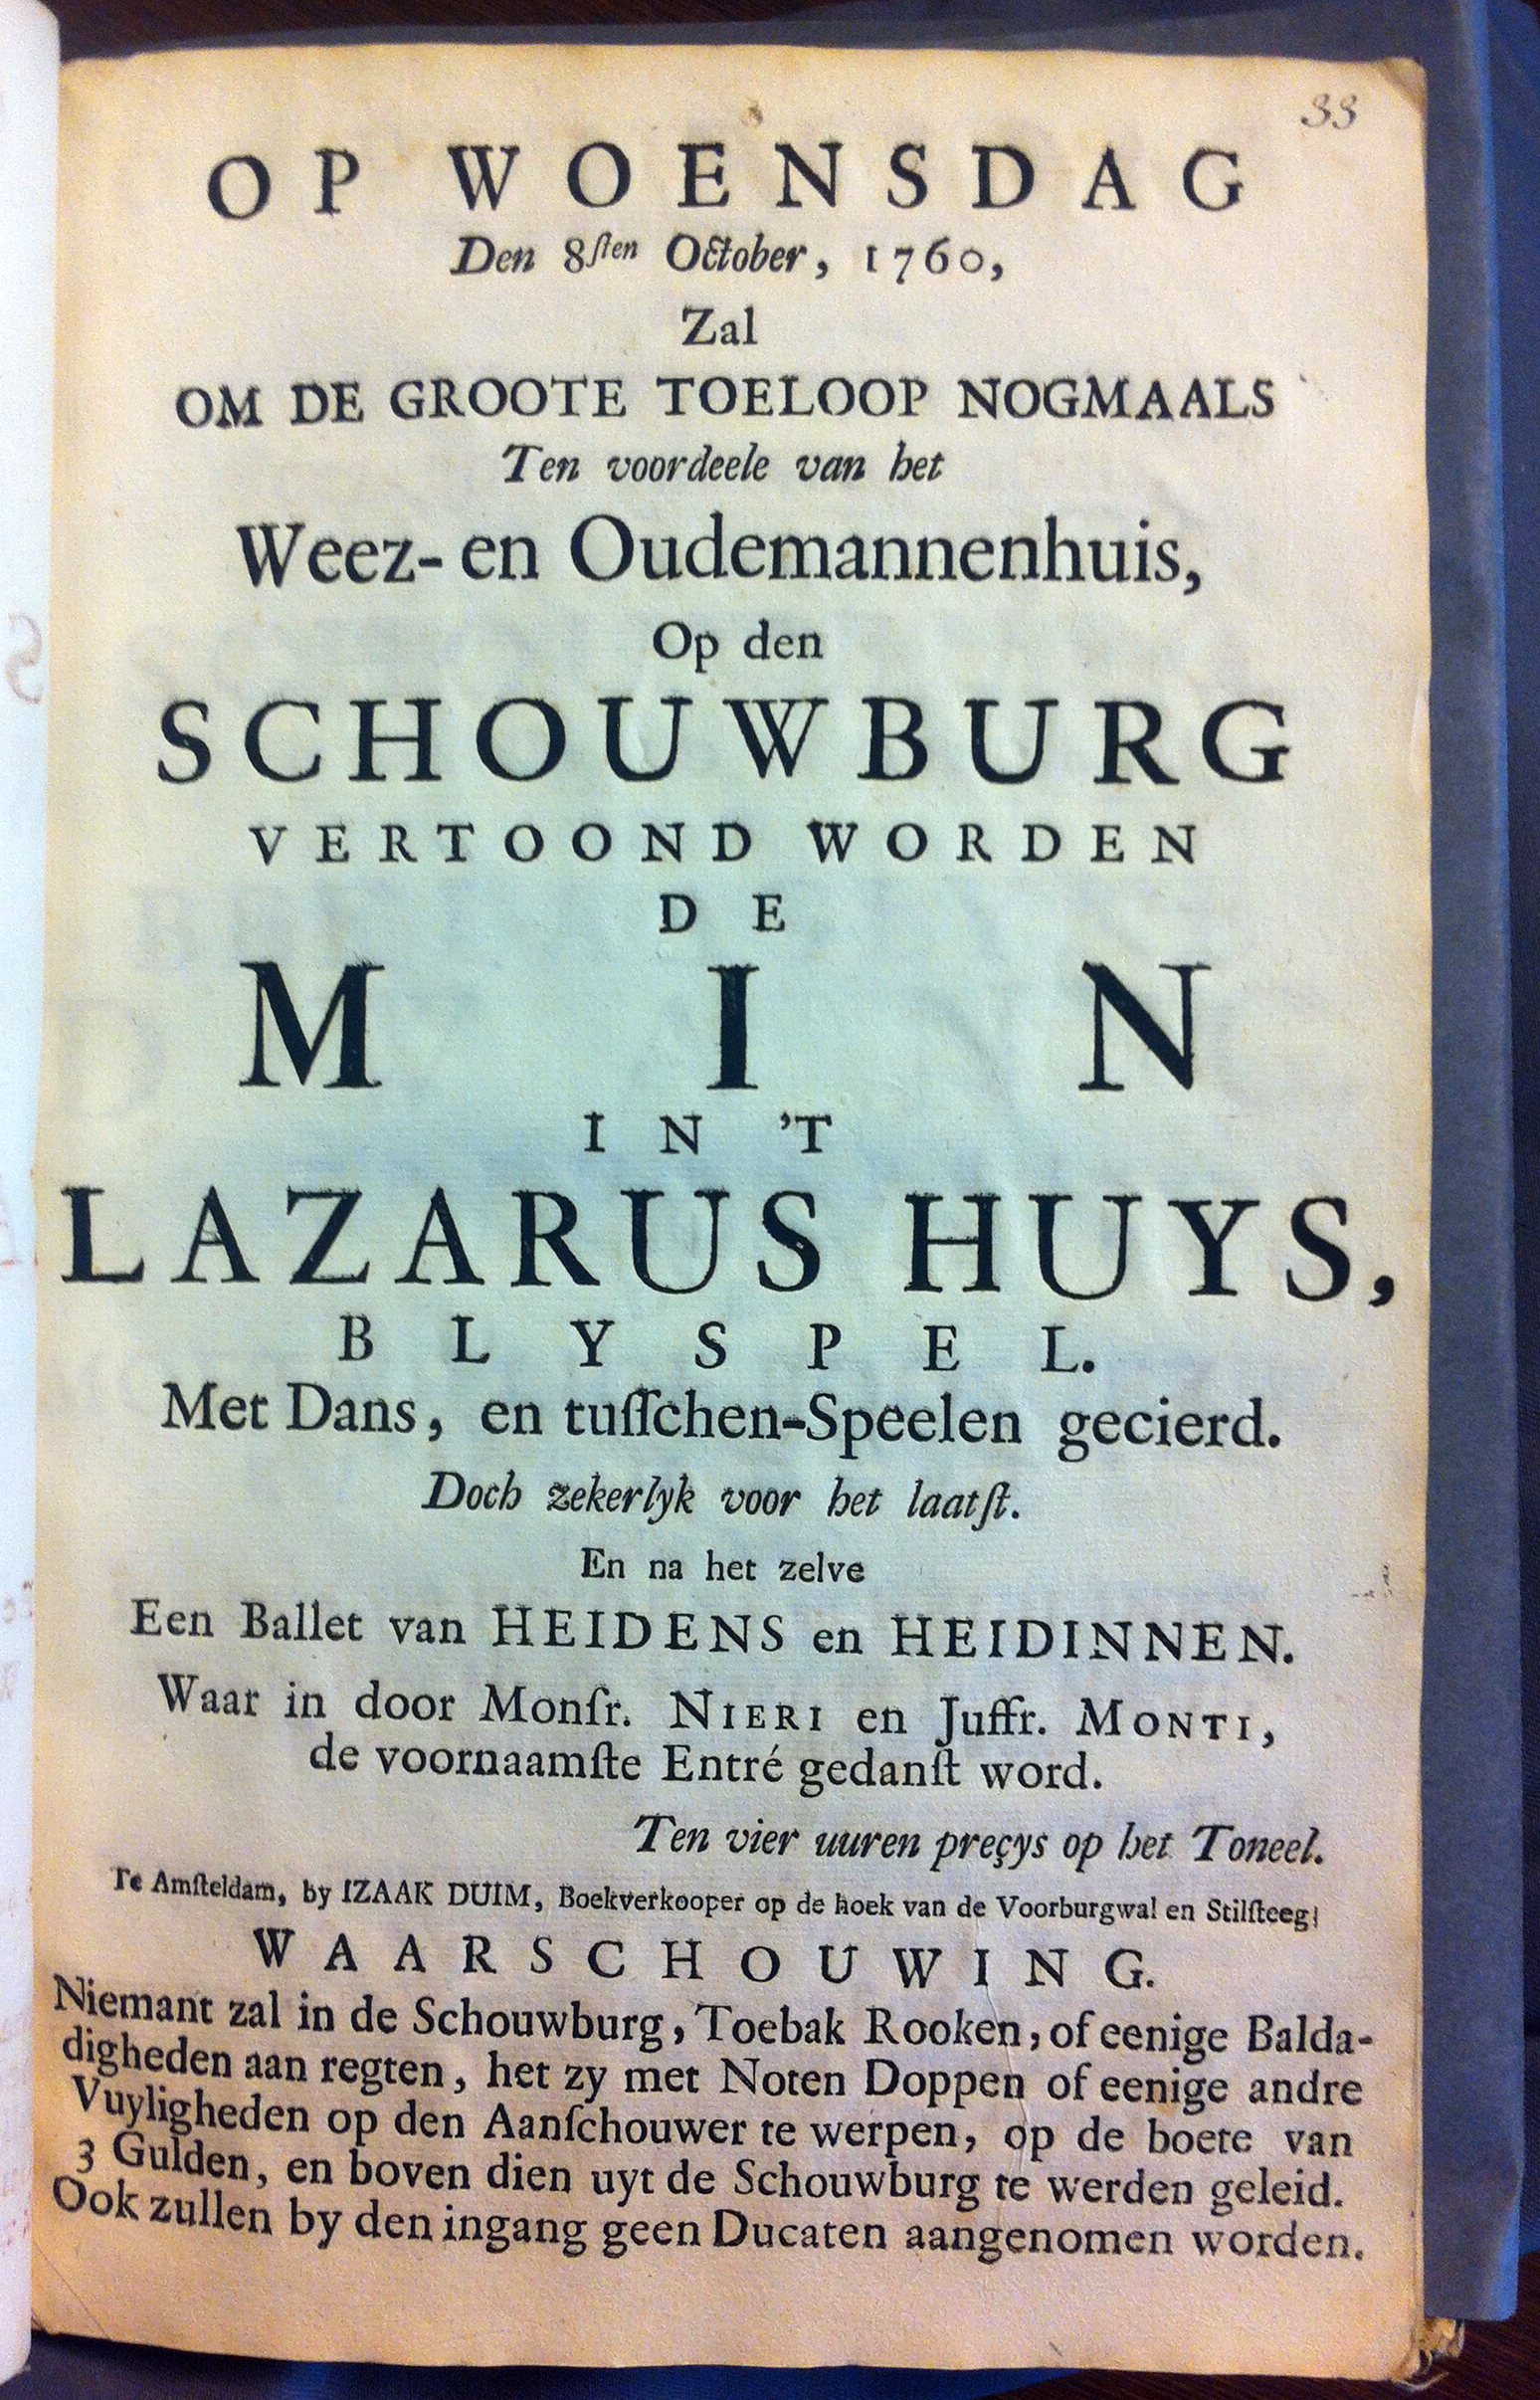 33
OP WOENSDAG
Den 8ſten October, 1760,
Zal
OM DE GROOTE TOELOOP NOGMAALS
Ten voordeele van het
Weez- en Oudemannenhuis,
Op den
SCHOUWBURG
VERTOOND WORDEN
DE
MIN
IN 'T
LAZARUS HUYS,
BLYSPEL.
Met Dans, en tuſſchen-Speelen gecierd.
Doch zekerlyk voor het laatſt.
En na het zelve
Een Ballet van HEIDENS en HEIDINNEN.
Waar in door Monſr. NIERI en Juffr. MONTI,
de voornaamſte Entré gedanſt word.
Ten vier uuren preçys op het Toneel.
Te Amſteldam, by IZAAK DUIM, Boekverkooper op de hoek van de Voorburgwal en Stilſteeg;
WAARSCHOUWING.
Niemant zal in de Schouwburg, Toebak Rooken, of eenige Balda-
digheden aan regten, het zy met Noten Doppen of eenige andre
Vuyligheden op den Aanſchouwer te werpen, op de boete van
3 Gulden, en boven dien uyt de Schouwburg te werden geleid.
Ook zullen by den ingang geen Ducaten aangenomen worden.